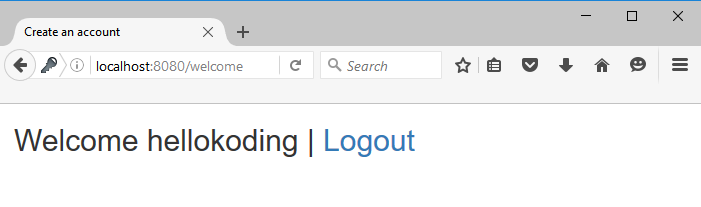 Create an account
localhost:8080/welcome
Search
Welcome hellokoding | Logout